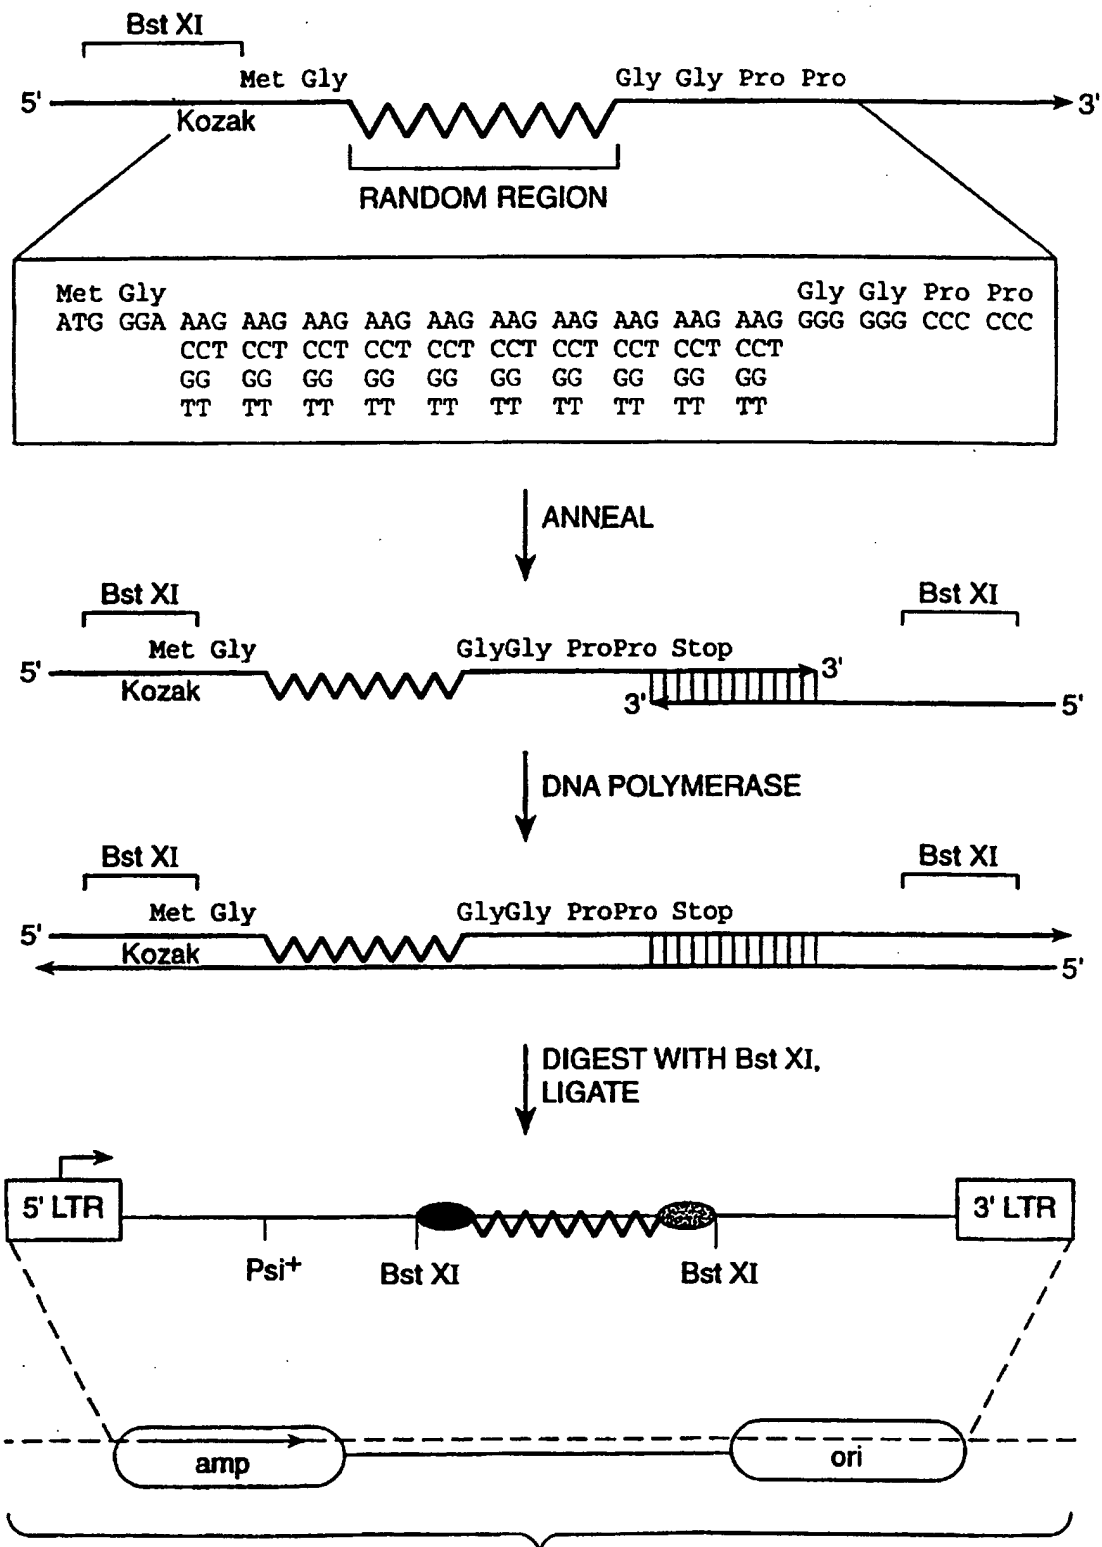 Bst XI
Met Gly
Gly Gly Pro Pro
5'
3'
Kozak
RANDOM REGION
Met Gly Gly Gly Pro Pro
ATG GGA AAG AAG AAG AAG AAG AAG AAG AAG AAG AAG GGG GGG CCC CCC
CCT CCT CCT CCT CCT CCT CCT CCT CCT CCT
GG GG GG GG GG GG GG GG GG GG
TT TT TT TT TT TT TT TT TT TT
ANNEAL
Bst XI
Bst XI
Met Gly
GlyGly ProPro Stop
5'
3'
Kozak
3'
5'
DNA POLYMERASE
Bst XI
Bst XI
Met Gly
GlyGly ProPro Stop
5'
Kozak
5'
DIGEST WITH Bst XI,
LIGATE
5' LTR
3' LTR
Psi+
Bst XI
Bst XI
amp
ori